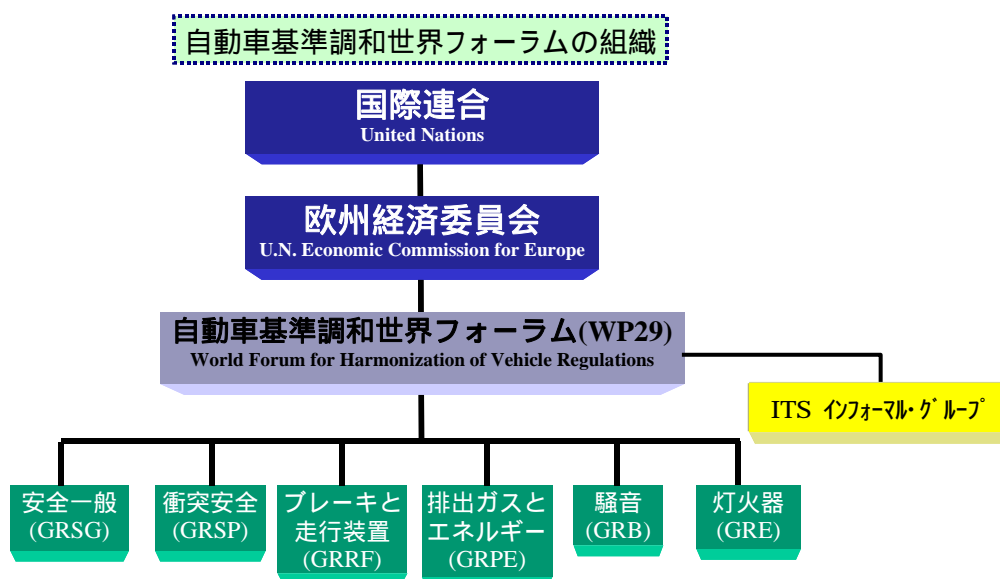 自動車基準調和世界フォーラムの組織
国際連合
United Nations
欧州経済委員会
U.N. Economic Commission for Europe
自動車基準調和世界フォーラム(WP29)
World Forum for Harmonization of Vehicle Regulations
ITS ｲﾝﾌｫｰﾏﾙ･ｸﾞﾙｰﾌﾟ
安全一般
(GRSG)
衝突安全
(GRSP)
ブレーキと
走行装置
(GRRF)
排出ガスと
エネルギー
(GRPE)
騒音
(GRB)
灯火器
(GRE)